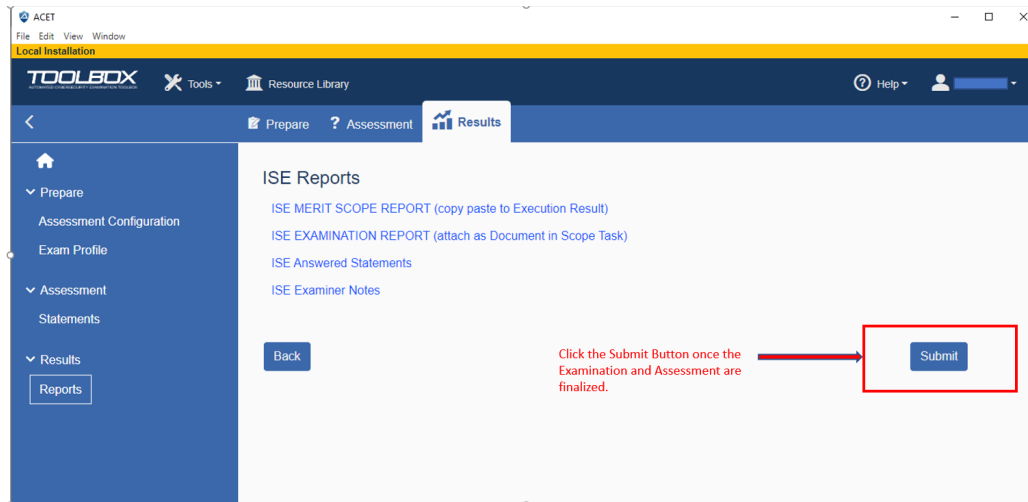 ACET
File Edit View Window
Local Installation
TOOLBOX
AUTOMATED CYBERSECURITY EXAMINATION TOOLBOX
Tools
Resource Library
Help
Prepare
Assessment
Results
Prepare
Assessment Configuration
Exam Profile
Assessment
Statements
Results
Reports
ISE Reports
ISE MERIT SCOPE REPORT (copy paste to Execution Result)
ISE EXAMINATION REPORT (attach as Document in Scope Task)
ISE Answered Statements
ISE Examiner Notes
Back
Click the Submit Button once the
Examination and Assessment are
finalized.
Submit